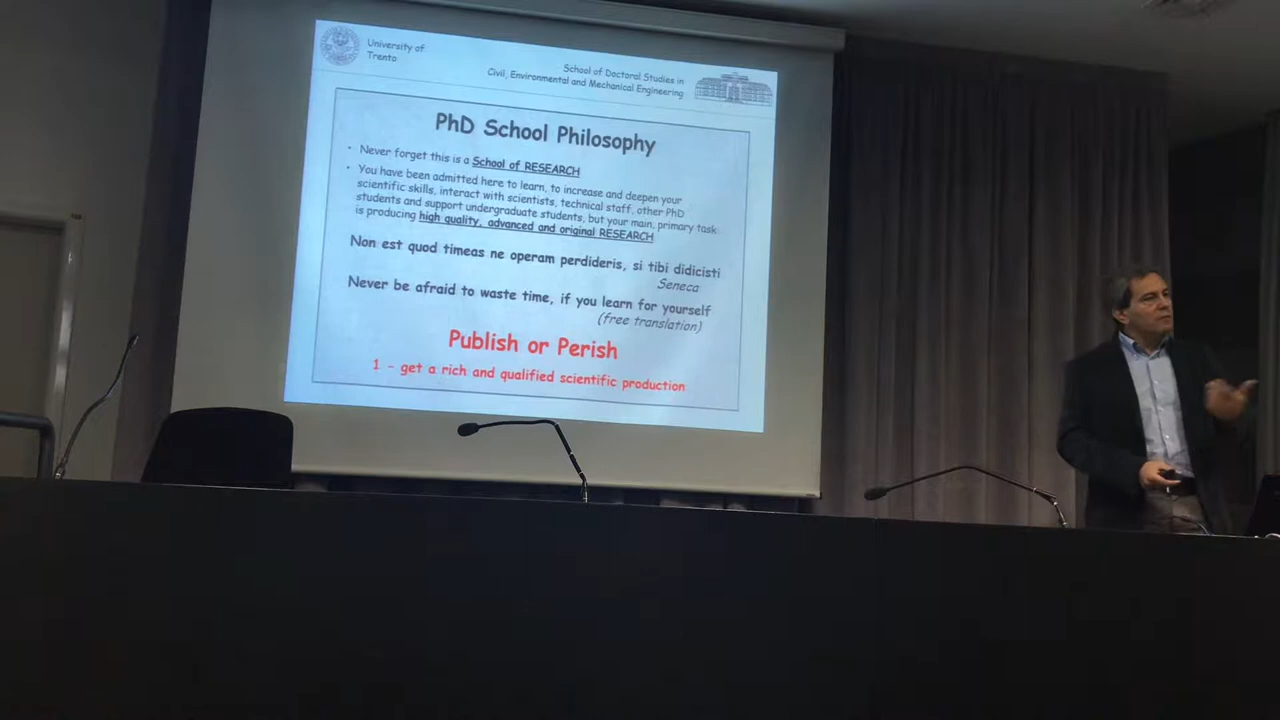 University of
Trento
School of Doctoral Studies in
Civil, Environmental and Mechanical Engineering
PhD School Philosophy
• Never forget this is a School of RESEARCH
• You have been admitted here to learn, to increase and deepen your
scientific skills, interact with scientists, technical staff, other PhD
students and support undergraduate students, but your main, primary task
is producing high quality, advanced and original RESEARCH
Non est quod timeas ne operam perdideris, si tibi didicisti
Seneca
Never be afraid to waste time, if you learn for yourself
(free translation)
Publish or Perish
1 - get a rich and qualified scientific production